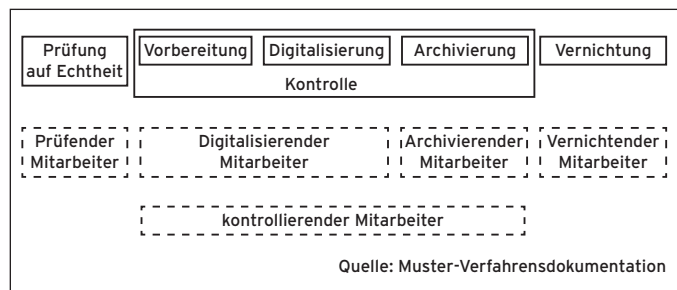 Prüfung
auf Echtheit
Vorbereitung
Digitalisierung
Archivierung
Vernichtung
Kontrolle
Prüfender
Mitarbeiter
Digitalisierender
Mitarbeiter
Archivierender
Mitarbeiter
Vernichtender
Mitarbeiter
kontrollierender Mitarbeiter
Quelle: Muster-Verfahrensdokumentation